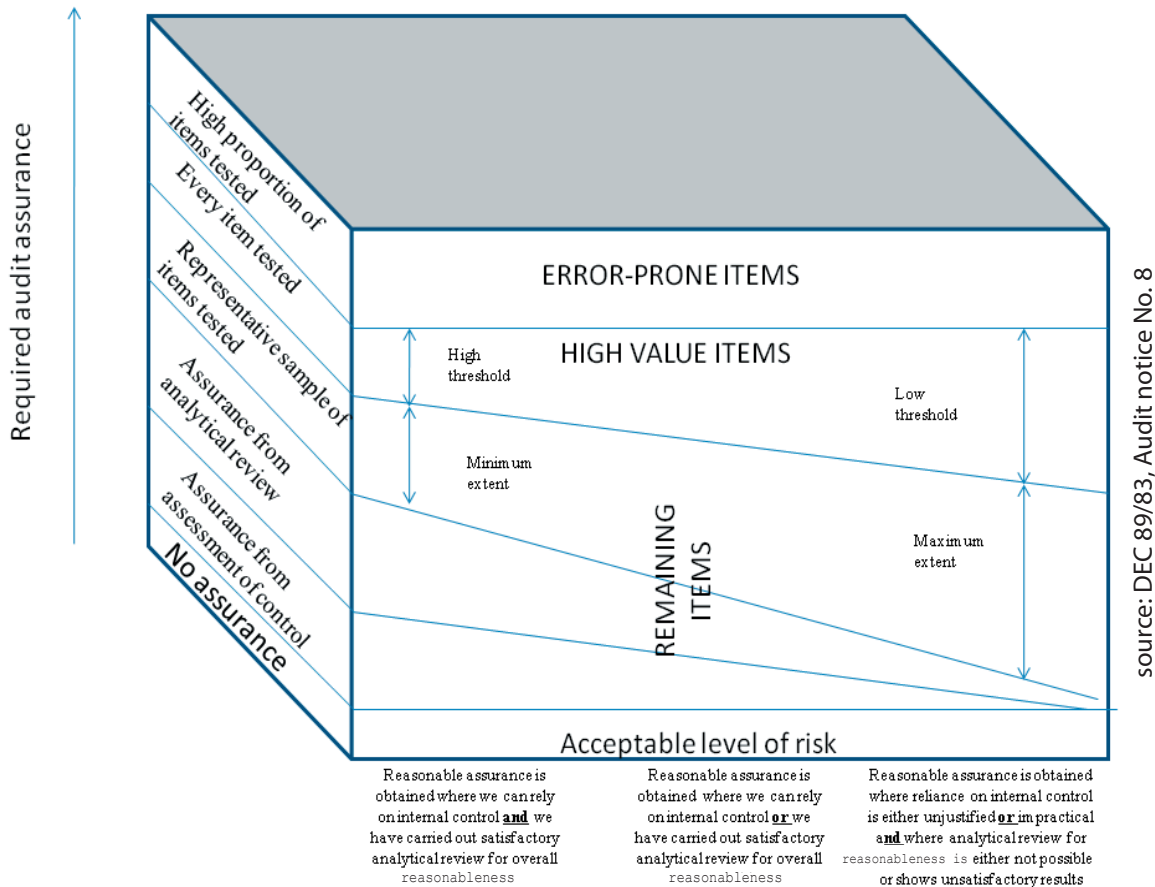 Required audit assurance
High proportion of
items tested
Every item tested
Representative sample of
items tested
Assurance from
analytical review
Assurance from
assessment of control
No assurance
ERROR-PRONE ITEMS
HIGH VALUE ITEMS
High
threshold
Low
threshold
Minimum
extent
Maximum
extent
REMAINING
ITEMS
Acceptable level of risk
source: DEC 89/83, Audit notice No. 8
Reasonable assurance is
obtained where we can rely
on internal control and we
have carried out satisfactory
analytical review for overall
reasonableness
Reasonable assurance is
obtained where we can rely
on internal control or we
have carried out satisfactory
analytical review for overall
reasonableness
Reasonable assurance is obtained
where reliance on internal control
is either unjustified or impractical
and where analytical review for
reasonableness is either not possible
or shows unsatisfactory results